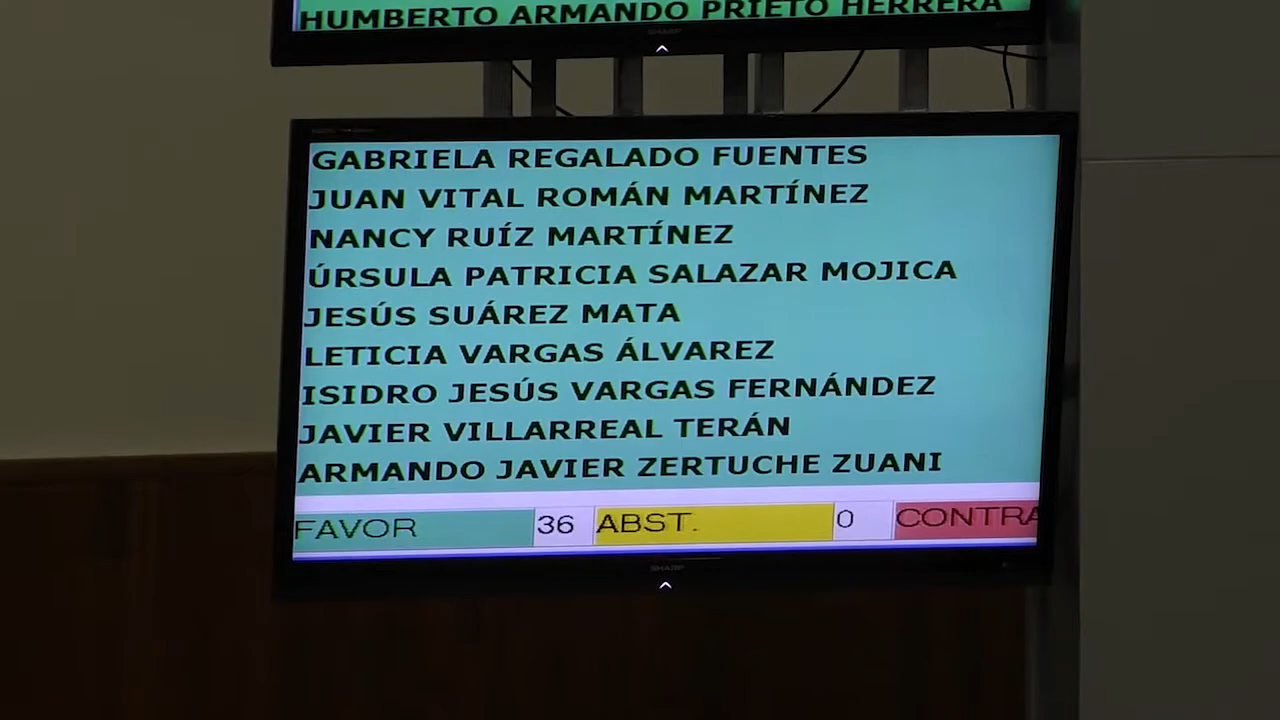 HUMBERTO ARMANDO PRIETO HERRERA
SHARP
GABRIELA REGALADO FUENTES
JUAN VITAL ROMÁN MARTÍNEZ
NANCY RUÍZ MARTÍNEZ
ÚRSULA PATRICIA SALAZAR MOJICA
JESÚS SUÁREZ MATA
LETICIA VARGAS ÁLVAREZ
ISIDRO JESÚS VARGAS FERNÁNDEZ
JAVIER VILLARREAL TERÁN
ARMANDO JAVIER ZERTUCHE ZUANI
FAVOR 36 ABST. 0 CONTRA
SHARP